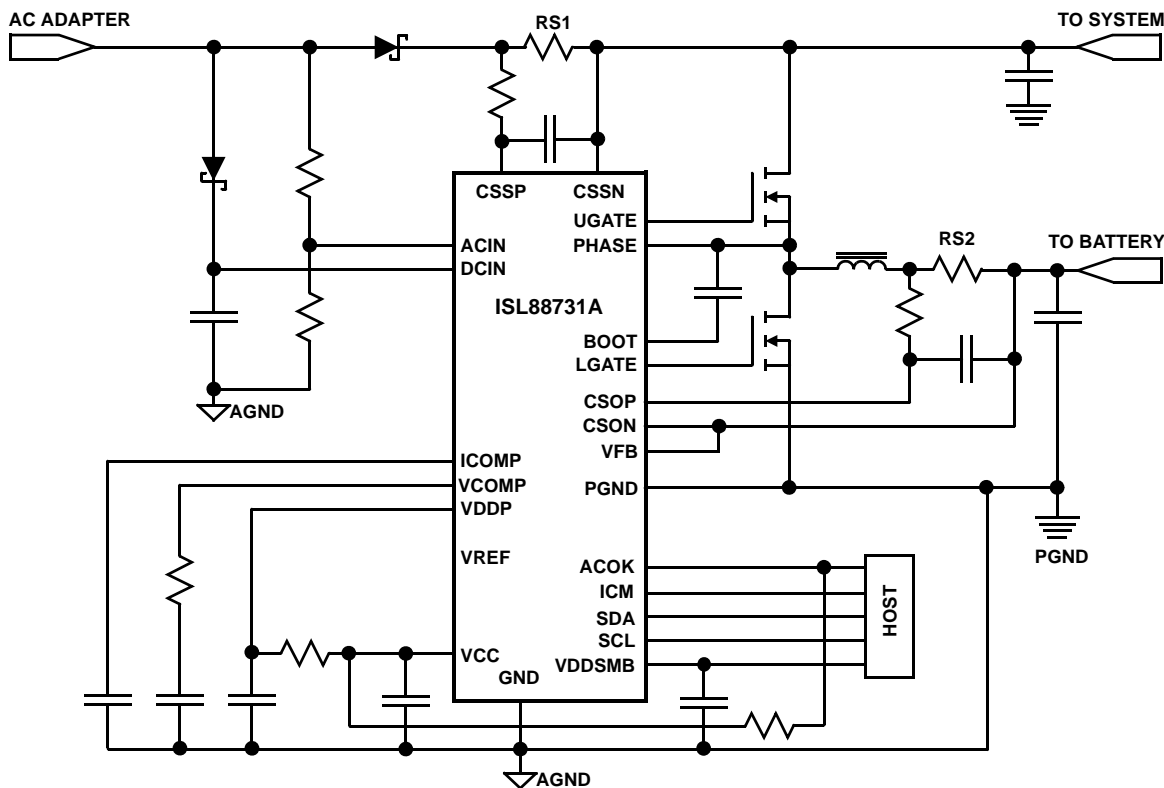 AC ADAPTER
RS1
TO SYSTEM
CSSP
CSSN
UGATE
PHASE
ACIN
DCIN
RS2
TO BATTERY
ISL88731A
BOOT
LGATE
AGND
CSOP
CSON
VFB
ICOMP
VCOMP
VDDP
PGND
VREF
PGND
ACOK
ICM
SDA
SCL
VDDSMB
HOST
VCC
GND
AGND